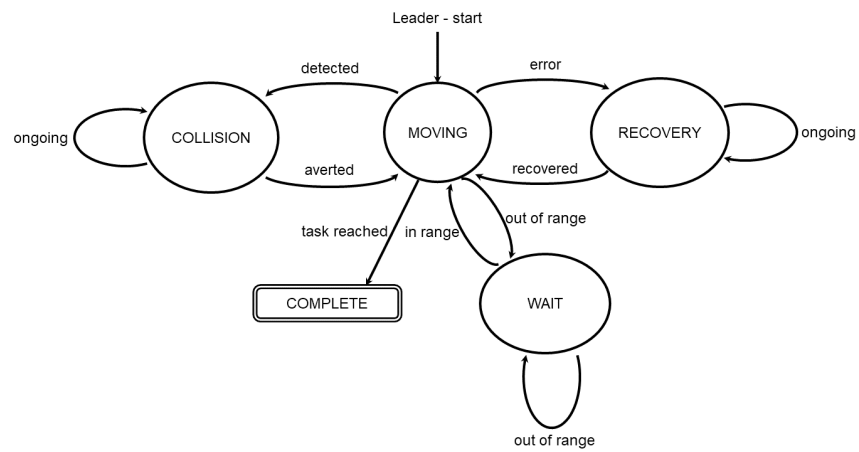 Leader - start
detected
error
ongoing
COLLISION
MOVING
RECOVERY
ongoing
averted
recovered
task reached
in range
out of range
COMPLETE
WAIT
out of range